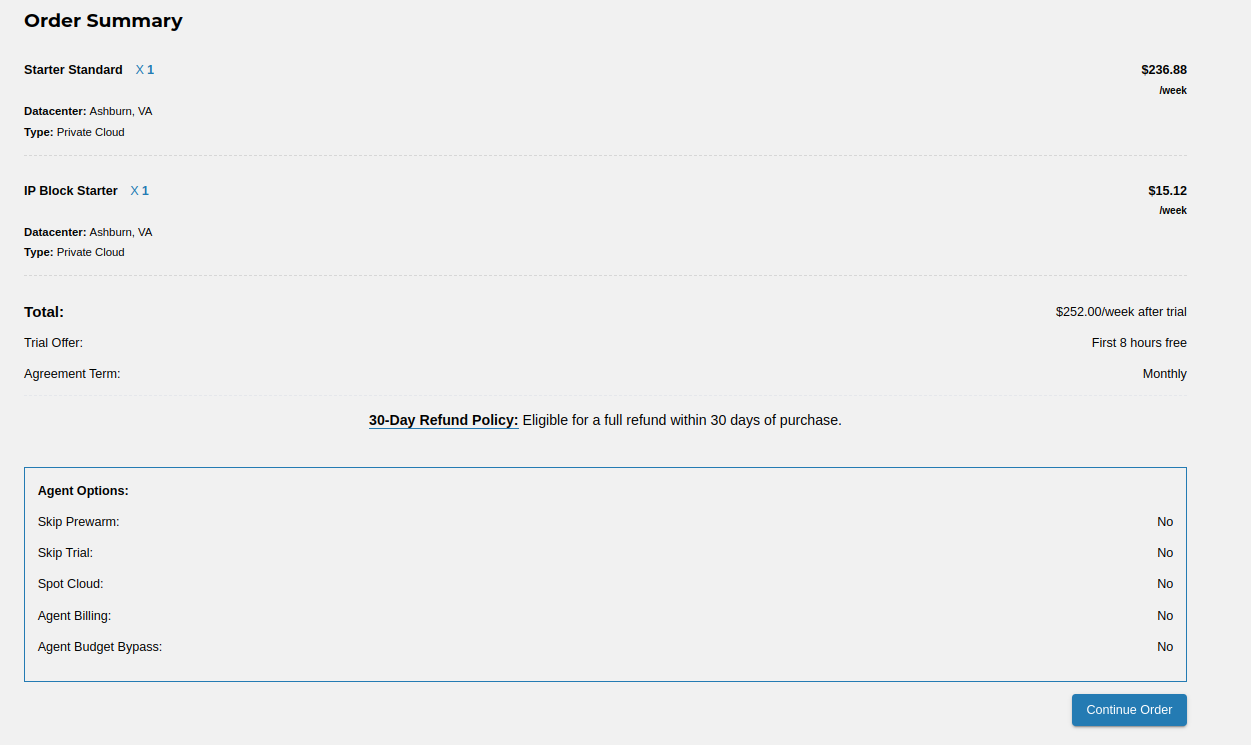 Order Summary
Starter Standard X 1 $236.88
/week
Datacenter: Ashburn, VA
Type: Private Cloud
IP Block Starter X 1 $15.12
/week
Datacenter: Ashburn, VA
Type: Private Cloud
Total: $252.00/week after trial
Trial Offer: First 8 hours free
Agreement Term: Monthly
30-Day Refund Policy: Eligible for a full refund within 30 days of purchase.
Agent Options:
Skip Prewarm: No
Skip Trial: No
Spot Cloud: No
Agent Billing: No
Agent Budget Bypass: No
Continue Order